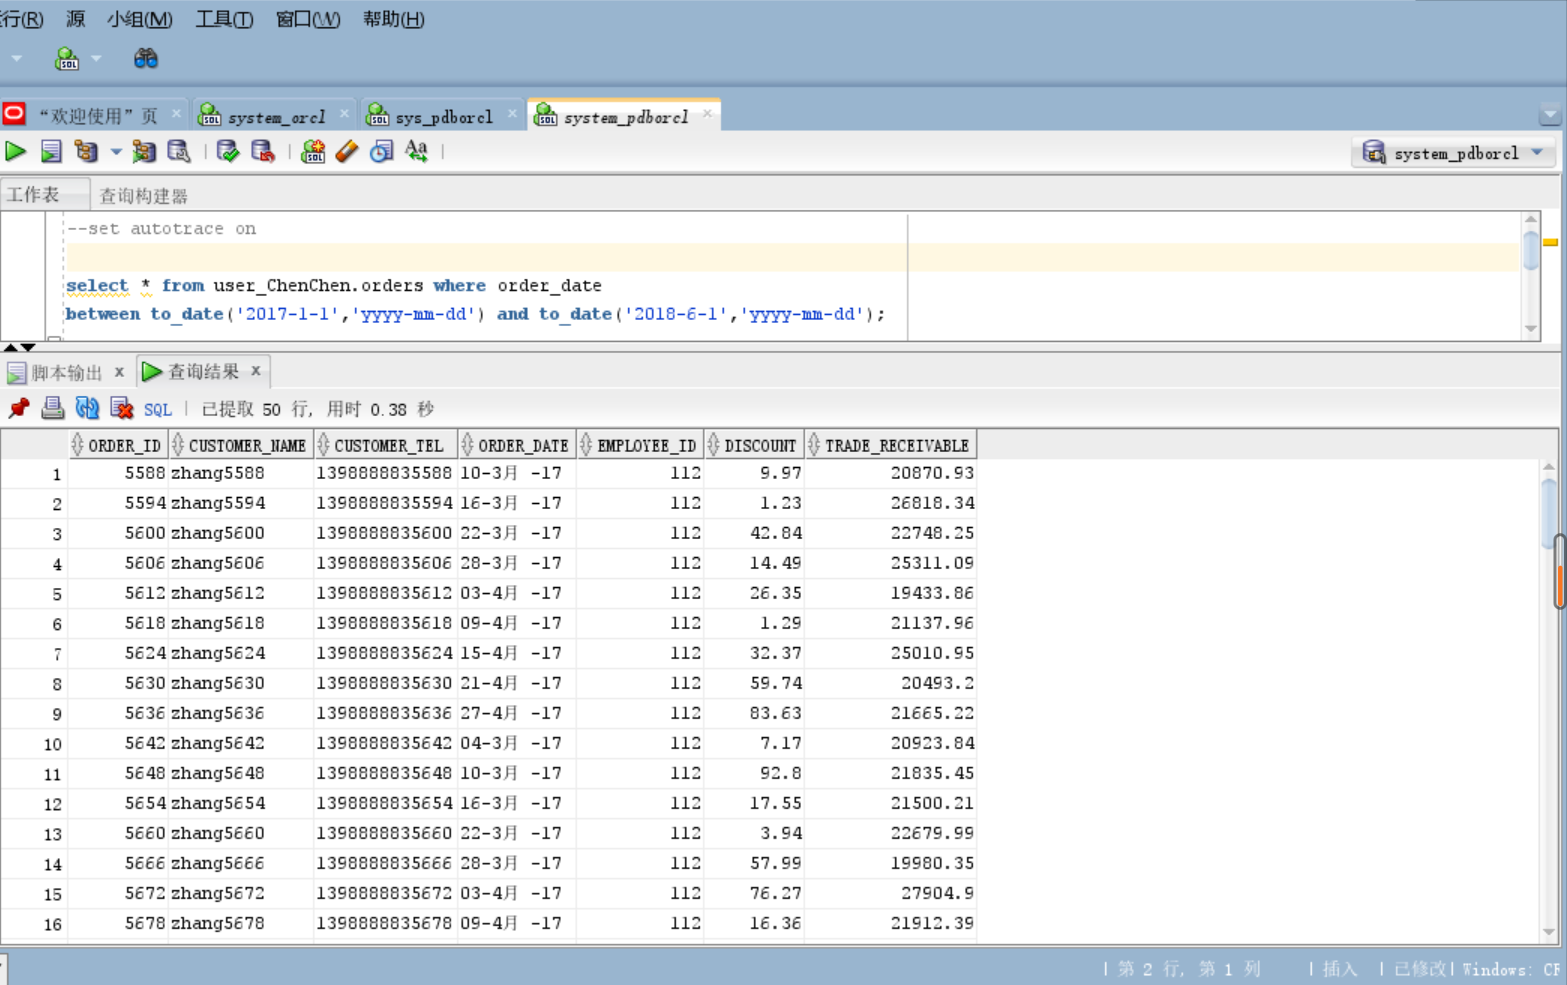 行(R) 源 小组(M) 工具(T) 窗口(W) 帮助(H)
SQL
“欢迎使用” 页 system_orcl sys_pdborcl system_pdborcl
system_pdborcl
工作表 查询构建器
--set autotrace on
select * from user_ChenChen.orders where order_date
between to_date('2017-1-1','yyyy-mm-dd') and to_date('2018-6-1','yyyy-mm-dd');
脚本输出 x 查询结果 x
SQL | 已提取 50 行, 用时 0.38 秒
ORDER_ID CUSTOMER_NAME CUSTOMER_TEL ORDER_DATE EMPLOYEE_ID DISCOUNT TRADE_RECEIVABLE
1 5588 zhang5588 1398888835588 10-3月 -17 112 9.97 20870.93
2 5594 zhang5594 1398888835594 16-3月 -17 112 1.23 26818.34
3 5600 zhang5600 1398888835600 22-3月 -17 112 42.84 22748.25
4 5606 zhang5606 1398888835606 28-3月 -17 112 14.49 25311.09
5 5612 zhang5612 1398888835612 03-4月 -17 112 26.35 19433.86
6 5618 zhang5618 1398888835618 09-4月 -17 112 1.29 21137.96
7 5624 zhang5624 1398888835624 15-4月 -17 112 32.37 25010.95
8 5630 zhang5630 1398888835630 21-4月 -17 112 59.74 20493.2
9 5636 zhang5636 1398888835636 27-4月 -17 112 83.63 21665.22
10 5642 zhang5642 1398888835642 04-3月 -17 112 7.17 20923.84
11 5648 zhang5648 1398888835648 10-3月 -17 112 92.8 21835.45
12 5654 zhang5654 1398888835654 16-3月 -17 112 17.55 21500.21
13 5660 zhang5660 1398888835660 22-3月 -17 112 3.94 22679.99
14 5666 zhang5666 1398888835666 28-3月 -17 112 57.99 19980.35
15 5672 zhang5672 1398888835672 03-4月 -17 112 76.27 27904.9
16 5678 zhang5678 1398888835678 09-4月 -17 112 16.36 21912.39
| 第 2 行, 第 1 列 | 插入 | 已修改 | Windows: CF